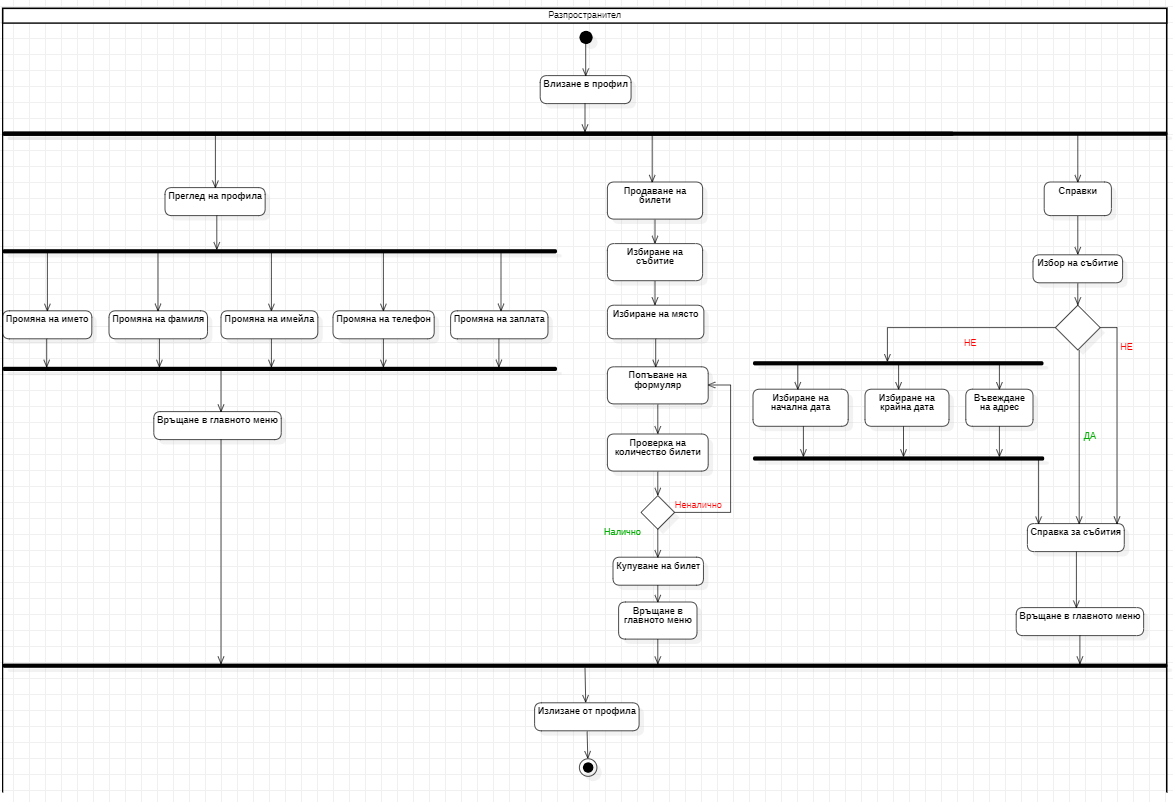 Разпространител
Влизане в профил
Преглед на профила
Продаване на
билети
Справки
Избиране на
събитие
Избор на събитие
Промяна на името
Промяна на фамиля
Промяна на имейла
Промяна на телефон
Промяна на заплата
Избиране на място
НЕ
НЕ
Попъване на
формуляр
Избиране на
начална дата
Избиране на
крайна дата
Въвеждане
на адрес
Връщане в главното меню
Проверка на
количество билети
ДА
Неналично
Налично
Справка за събития
Купуване на билет
Връщане в
главното меню
Връщане в главното меню
Излизане от профила